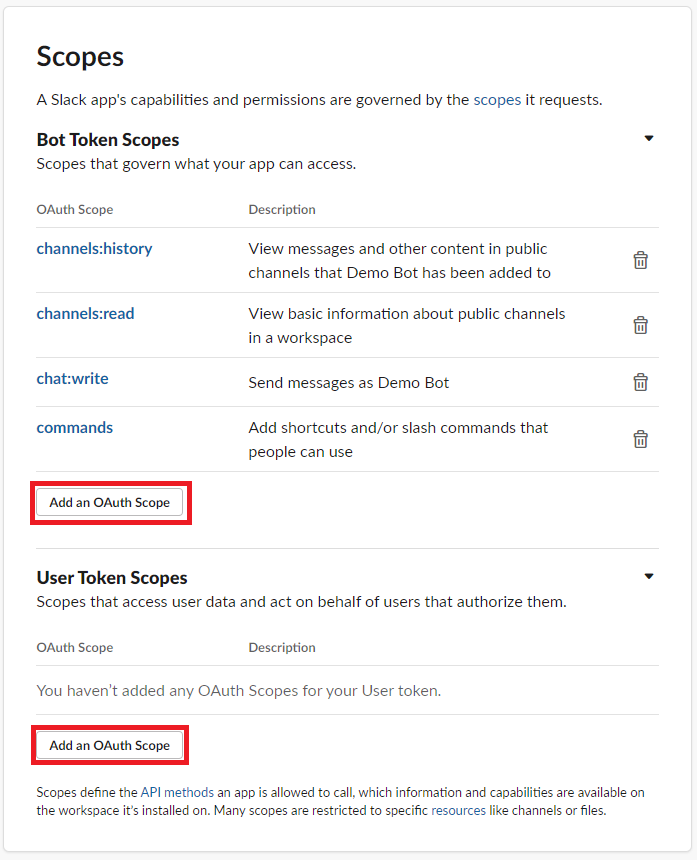 Scopes
A Slack app's capabilities and permissions are governed by the scopes it requests.
Bot Token Scopes
Scopes that govern what your app can access.
OAuth Scope Description
channels:history View messages and other content in public
channels that Demo Bot has been added to
channels:read View basic information about public channels
in a workspace
chat:write Send messages as Demo Bot
commands Add shortcuts and/or slash commands that
people can use
Add an OAuth Scope
User Token Scopes
Scopes that access user data and act on behalf of users that authorize them.
OAuth Scope Description
You haven’t added any OAuth Scopes for your User token.
Add an OAuth Scope
Scopes define the API methods an app is allowed to call, which information and capabilities are available on
the workspace it’s installed on. Many scopes are restricted to specific resources like channels or files.